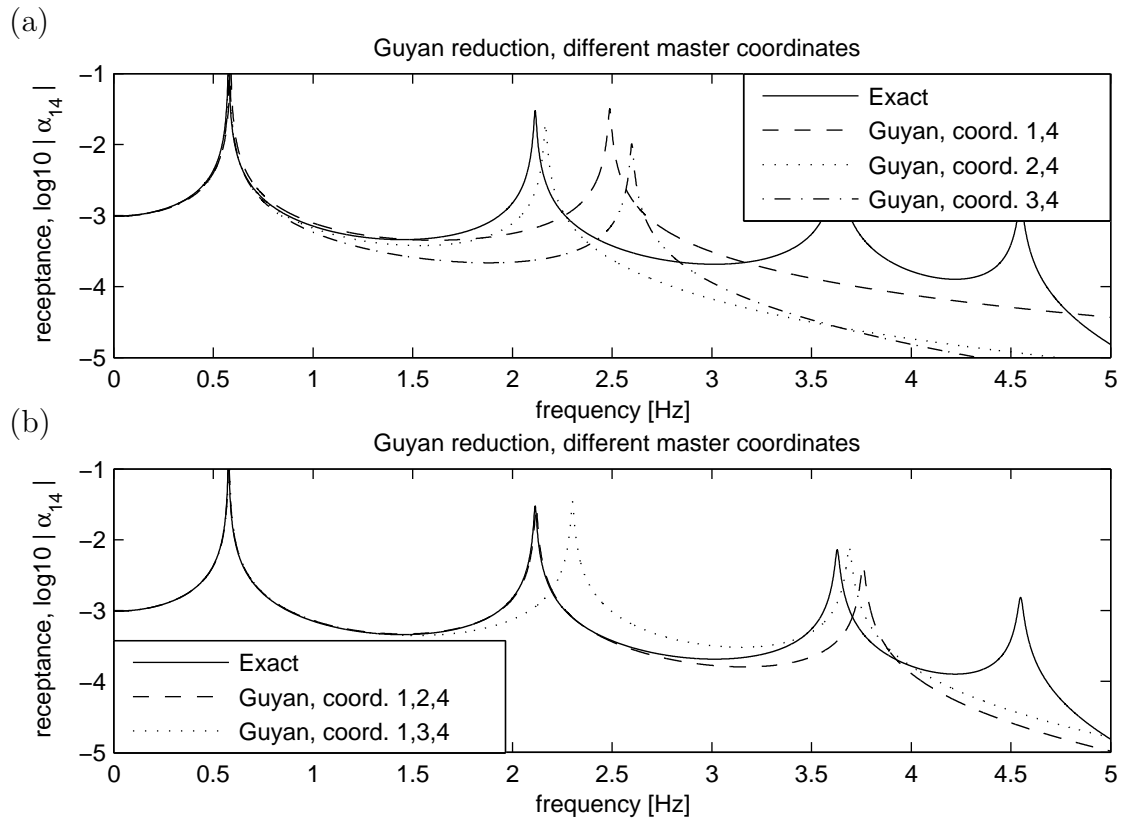 (a)
Guyan reduction, different master coordinates
receptance, log10 | α14 |
−1
−2
−3
−4
−5
Exact
Guyan, coord. 1,4
Guyan, coord. 2,4
Guyan, coord. 3,4
0 0.5 1 1.5 2 2.5 3 3.5 4 4.5 5
frequency [Hz]
(b)
Guyan reduction, different master coordinates
receptance, log10 | α14 |
−1
−2
−3
−4
−5
Exact
Guyan, coord. 1,2,4
Guyan, coord. 1,3,4
0 0.5 1 1.5 2 2.5 3 3.5 4 4.5 5
frequency [Hz]